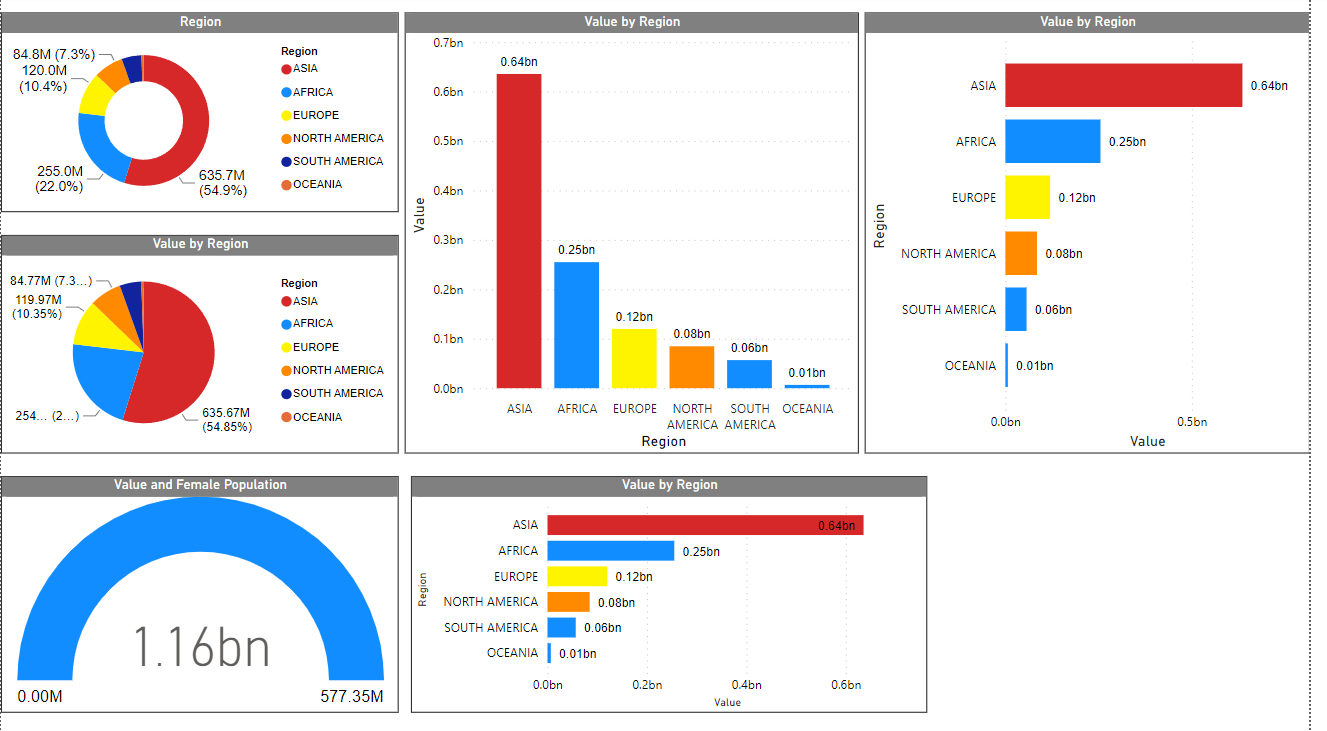 Region
84.8M (7.3%)
120.0M
(10.4%)
255.0M
(22.0%)
635.7M
(54.9%)
Region
ASIA
AFRICA
EUROPE
NORTH AMERICA
SOUTH AMERICA
OCEANIA
Value by Region
84.77M (7.3...)
119.97M
(10.35%)
254... (2...)
635.67M
(54.85%)
Region
ASIA
AFRICA
EUROPE
NORTH AMERICA
SOUTH AMERICA
OCEANIA
Value by Region
Value
0.7bn
0.6bn
0.5bn
0.4bn
0.3bn
0.2bn
0.1bn
0.0bn
0.64bn
0.25bn
0.12bn
0.08bn
0.06bn
0.01bn
ASIA
AFRICA
EUROPE
NORTH
AMERICA
SOUTH
AMERICA
OCEANIA
Region
Value by Region
Region
ASIA 0.64bn
AFRICA 0.25bn
EUROPE 0.12bn
NORTH AMERICA 0.08bn
SOUTH AMERICA 0.06bn
OCEANIA 0.01bn
0.0bn 0.5bn
Value
Value and Female Population
1.16bn
0.00M 577.35M
Value by Region
Region
ASIA 0.64bn
AFRICA 0.25bn
EUROPE 0.12bn
NORTH AMERICA 0.08bn
SOUTH AMERICA 0.06bn
OCEANIA 0.01bn
0.0bn 0.2bn 0.4bn 0.6bn
Value